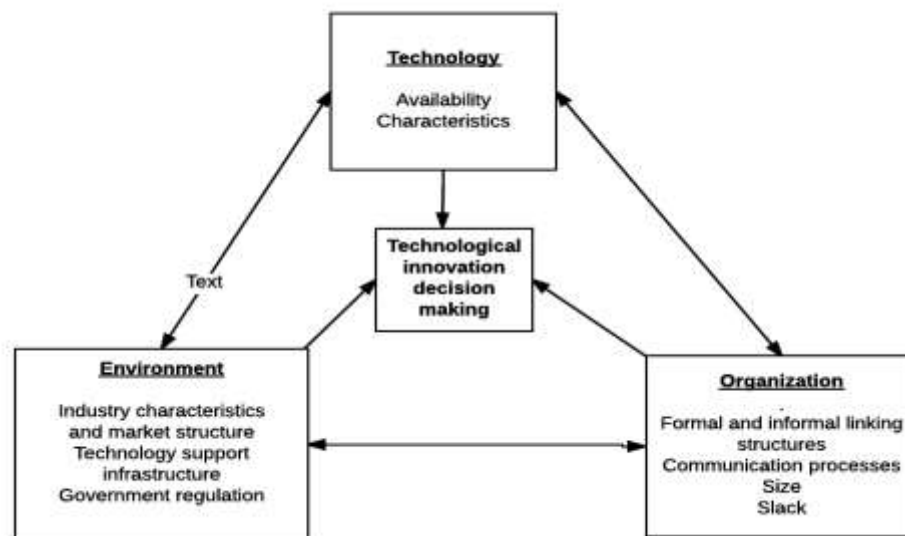 Technology
Availability
Characteristics
Technological
innovation
decision
making
Text
Environment
Industry characteristics
and market structure
Technology support
infrastructure
Government regulation
Organization
Formal and informal linking
structures
Communication processes
Size
Slack